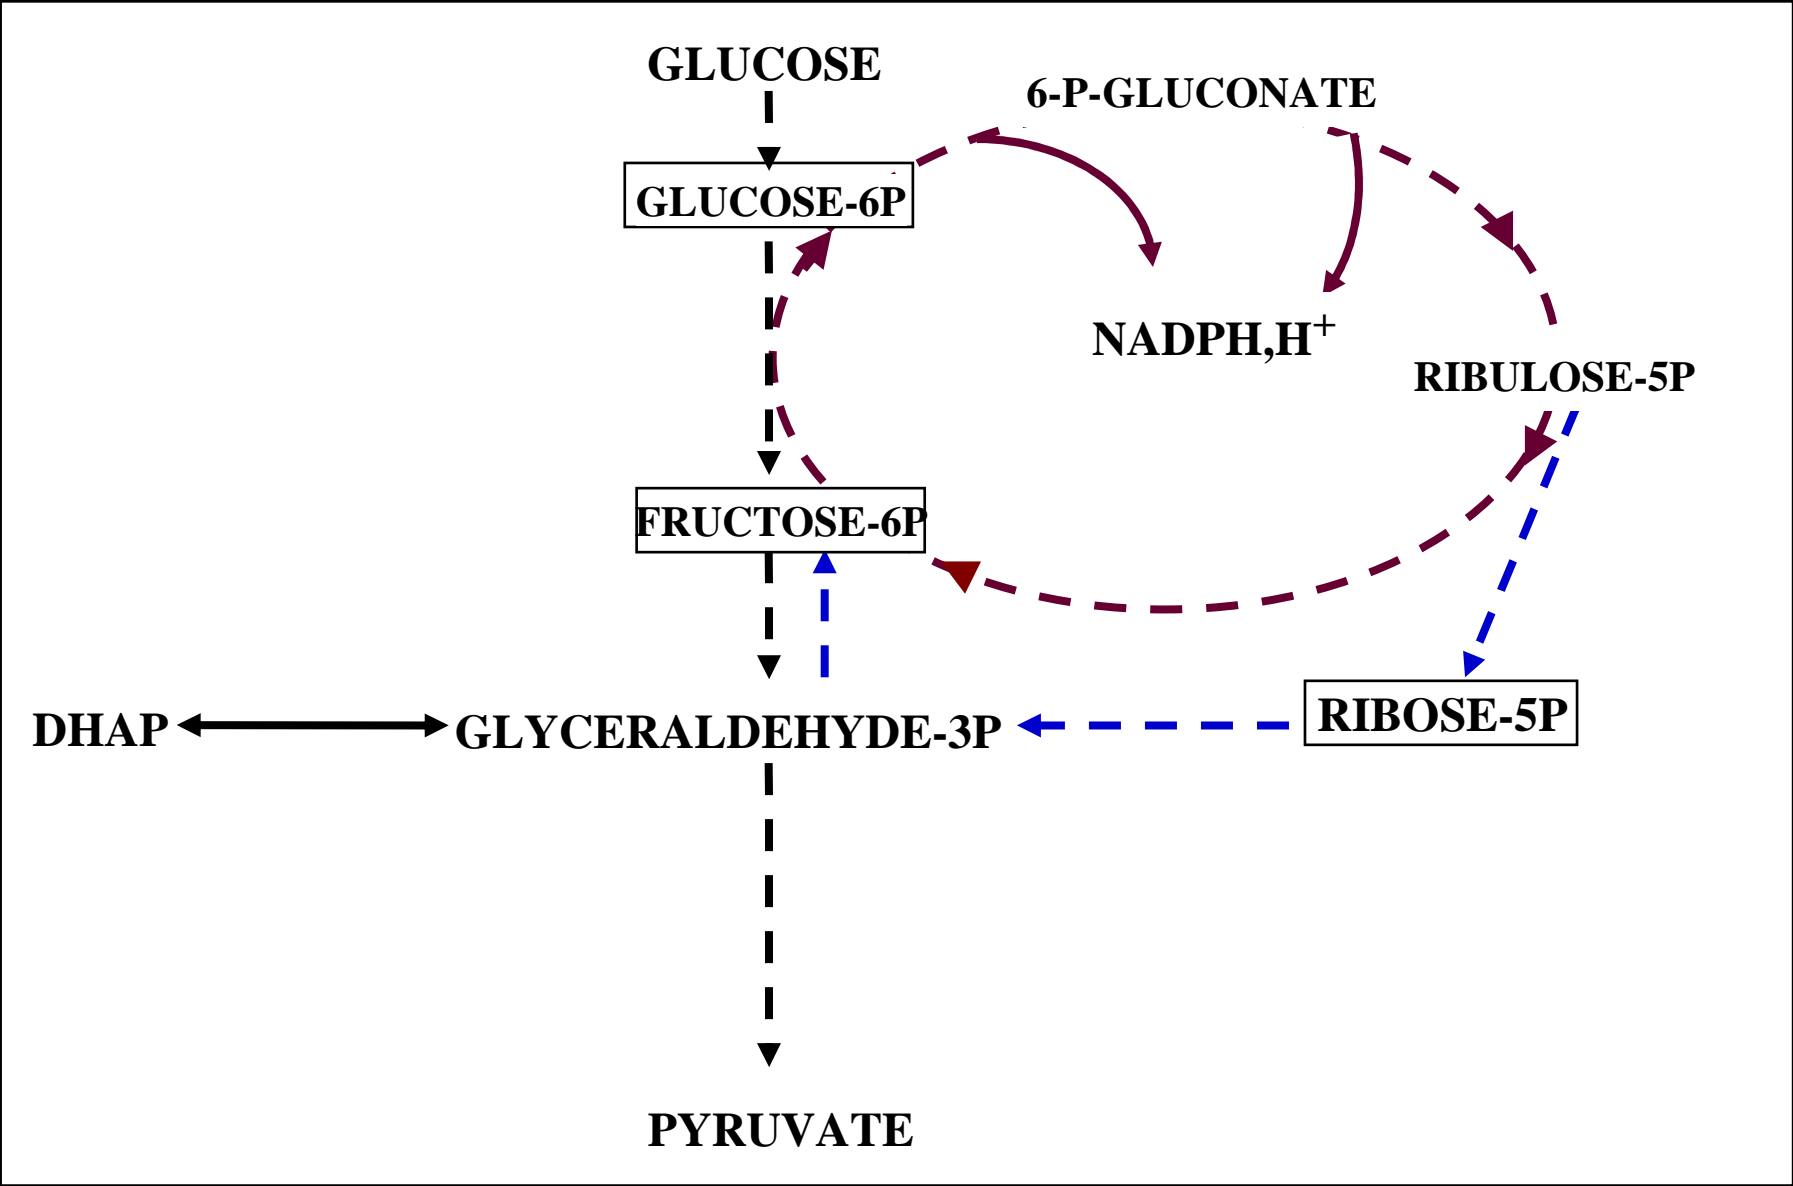 GLUCOSE
6-P-GLUCONATE
GLUCOSE-6P
NADPH,H⁺
RIBULOSE-5P
FRUCTOSE-6P
RIBOSE-5P
DHAP
GLYCERALDEHYDE-3P
PYRUVATE